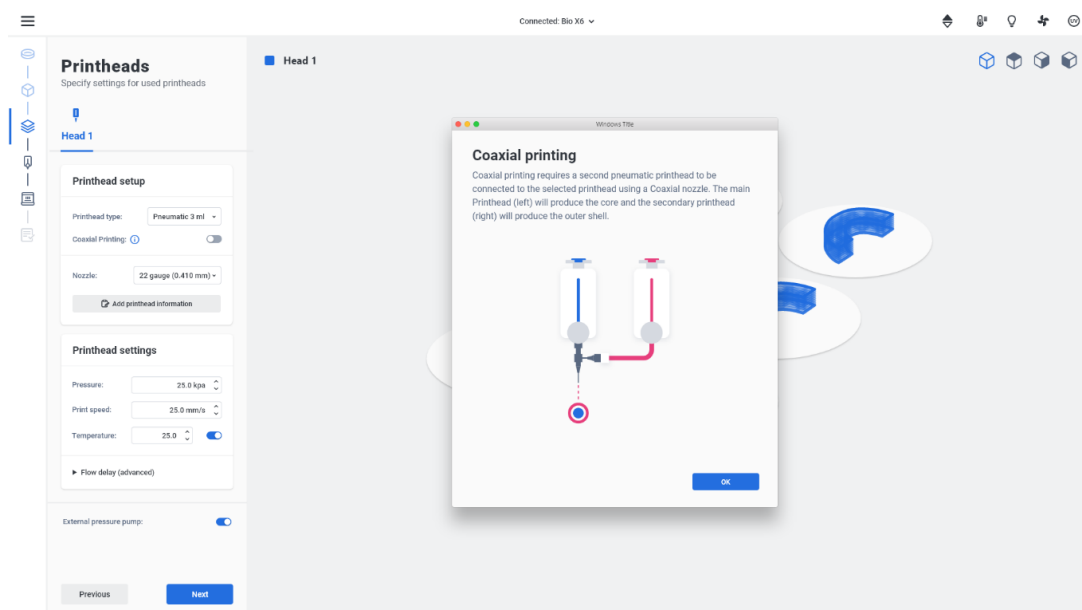 Connected: Bio X6
UV
Printheads
Specify settings for used printheads
Head 1
Printhead setup
Printhead type: Pneumatic 3 ml
Coaxial Printing:
Nozzle: 22 gauge (0.410 mm)
Add printhead information
Printhead settings
Pressure: 25.0 kpa
Print speed: 25.0 mm/s
Temperature: 25.0
Flow delay (advanced)
External pressure pump:
Previous
Next
Head 1
Windows Title
Coaxial printing
Coaxial printing requires a second pneumatic printhead to be
connected to the selected printhead using a Coaxial nozzle. The main
Printhead (left) will produce the core and the secondary printhead
(right) will produce the outer shell.
OK